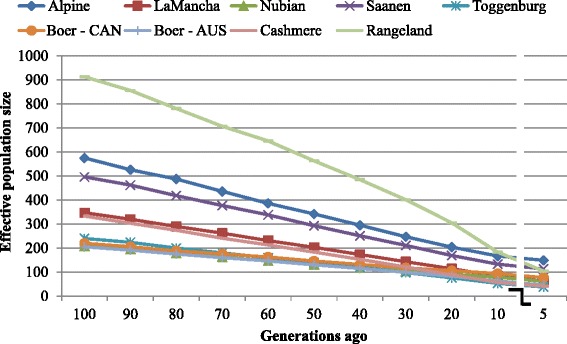 Alpine LaMancha Nubian Saanen Toggenburg
Boer - CAN Boer - AUS Cashmere Rangeland
1000
900
800
700
600
500
400
300
200
100
0
Effective population size
100 90 80 70 60 50 40 30 20 10 5
Generations ago